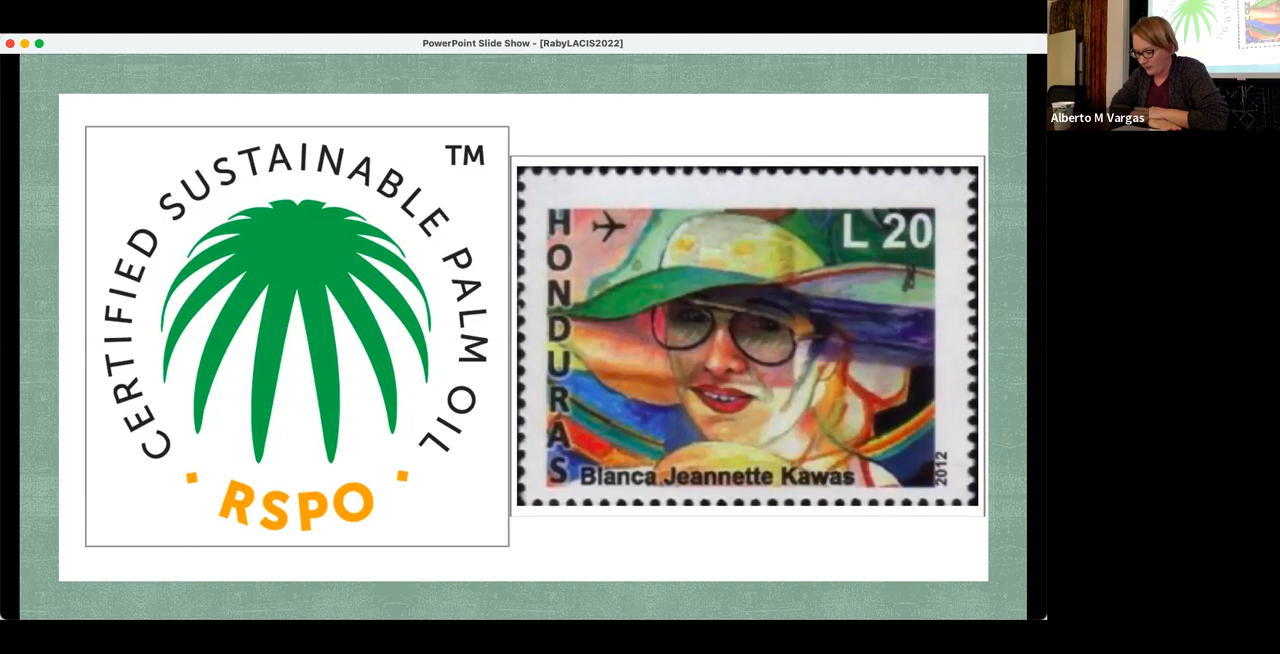 PowerPoint Slide Show - [RabyLACIS2022]
CERTIFIED SUSTAINABLE PALM OIL
TM
RSPO
HONDURAS
L 20
Blanca Jeannette Kawas
2012
Alberto M Vargas